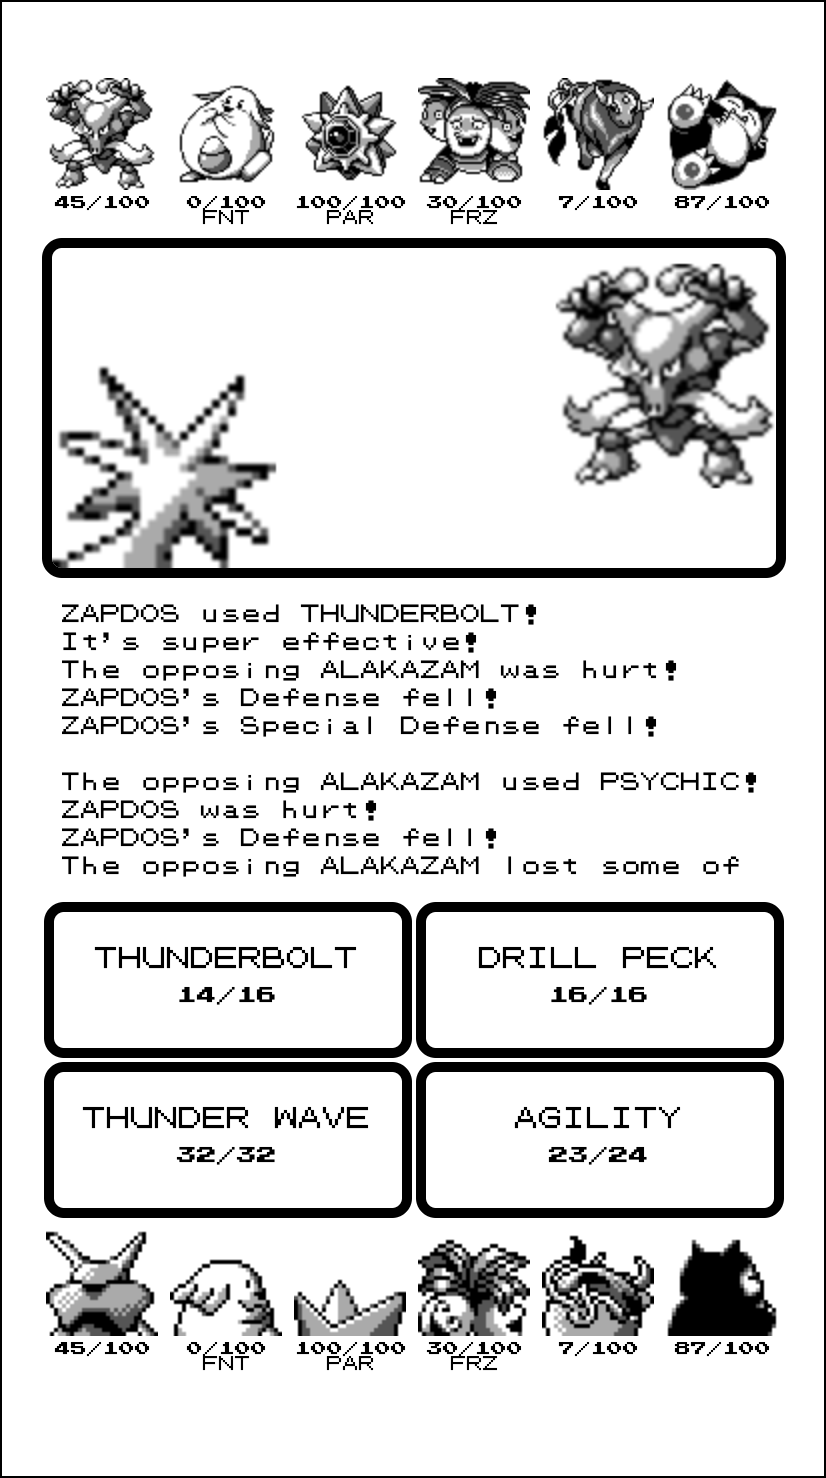 45/100 0/100 100/100 30/100 7/100 87/100
FNT PAR FRZ
ZAPDOS used THUNDERBOLT!
It's super effective!
The opposing ALAKAZAM was hurt!
ZAPDOS's Defense fell!
ZAPDOS's Special Defense fell!
The opposing ALAKAZAM used PSYCHIC!
ZAPDOS was hurt!
ZAPDOS's Defense fell!
The opposing ALAKAZAM lost some of
THUNDERBOLT
14/16
DRILL PECK
16/16
THUNDER WAVE
32/32
AGILITY
23/24
45/100 0/100 100/100 30/100 7/100 87/100
FNT PAR FRZ